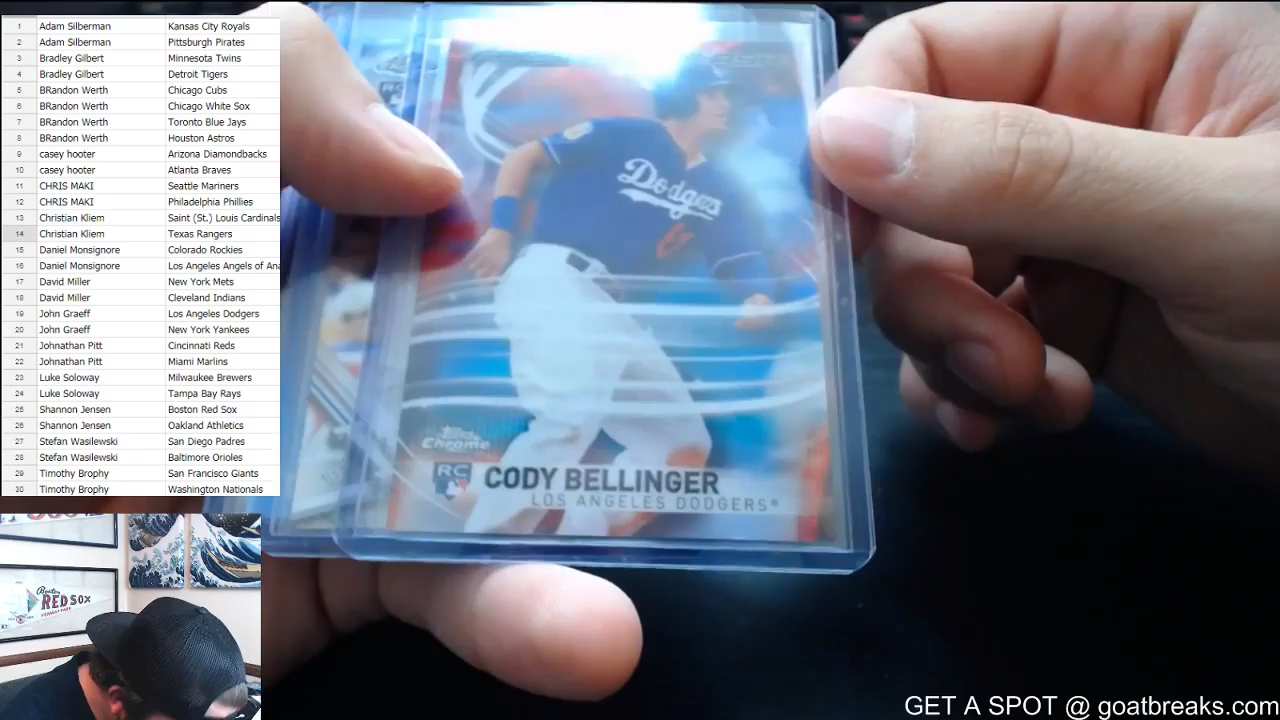 1 Adam Silberman Kansas City Royals
2 Adam Silberman Pittsburgh Pirates
3 Bradley Gilbert Minnesota Twins
4 Bradley Gilbert Detroit Tigers
5 BRandon Werth Chicago Cubs
6 BRandon Werth Chicago White Sox
7 BRandon Werth Toronto Blue Jays
8 BRandon Werth Houston Astros
9 casey hooter Arizona Diamondbacks
10 casey hooter Atlanta Braves
11 CHRIS MAKI Seattle Mariners
12 CHRIS MAKI Philadelphia Phillies
13 Christian Kliem Saint (St.) Louis Cardinals
14 Christian Kliem Texas Rangers
15 Daniel Monsignore Colorado Rockies
16 Daniel Monsignore Los Angeles Angels of Ana
17 David Miller New York Mets
18 David Miller Cleveland Indians
19 John Graeff Los Angeles Dodgers
20 John Graeff New York Yankees
21 Johnathan Pitt Cincinnati Reds
22 Johnathan Pitt Miami Marlins
23 Luke Soloway Milwaukee Brewers
24 Luke Soloway Tampa Bay Rays
25 Shannon Jensen Boston Red Sox
26 Shannon Jensen Oakland Athletics
27 Stefan Wasilewski San Diego Padres
28 Stefan Wasilewski Baltimore Orioles
29 Timothy Brophy San Francisco Giants
30 Timothy Brophy Washington Nationals
Dodgers
Topps
Chrome
RC
CODY BELLINGER
LOS ANGELES DODGERS®
Boston
RED SOX
GET A SPOT @ goatbreaks.com